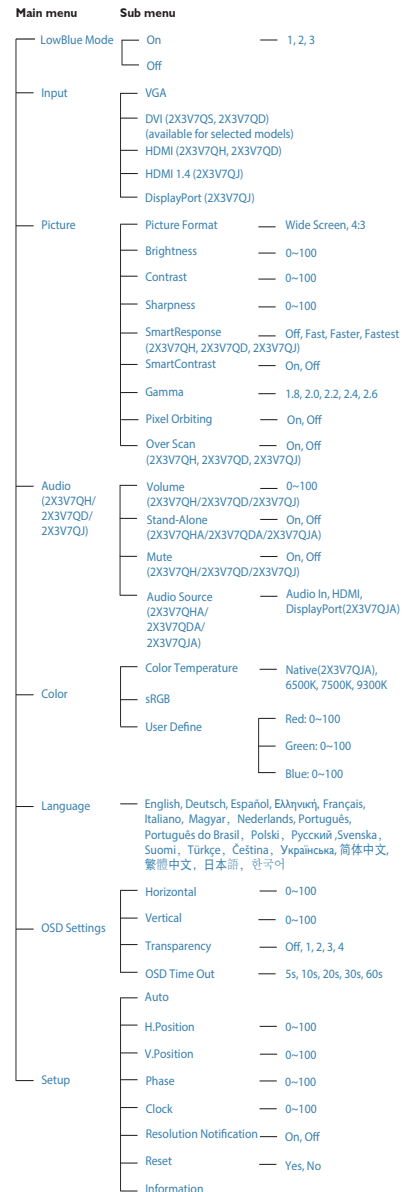 Main menu Sub menu
LowBlue Mode On 1, 2, 3
Off
Input VGA
DVI (2X3V7QS, 2X3V7QD)
(available for selected models)
HDMI (2X3V7QH, 2X3V7QD)
HDMI 1.4 (2X3V7QJ)
DisplayPort (2X3V7QJ)
Picture Picture Format Wide Screen, 4:3
Brightness 0~100
Contrast 0~100
Sharpness 0~100
SmartResponse Off, Fast, Faster, Fastest
(2X3V7QH, 2X3V7QD, 2X3V7QJ)
SmartContrast On, Off
Gamma 1.8, 2.0, 2.2, 2.4, 2.6
Pixel Orbiting On, Off
Over Scan On, Off
(2X3V7QH, 2X3V7QD, 2X3V7QJ)
Audio
(2X3V7QH/
2X3V7QD/
2X3V7QJ)
Volume 0~100
(2X3V7QH/2X3V7QD/2X3V7QJ)
Stand-Alone On, Off
(2X3V7QHA/2X3V7QDA/2X3V7QJA)
Mute On, Off
(2X3V7QH/2X3V7QD/2X3V7QJ)
Audio Source
(2X3V7QHA/
2X3V7QDA/
2X3V7QJA)
Audio In, HDMI,
DisplayPort(2X3V7QJA)
Color Color Temperature Native(2X3V7QJA),
6500K, 7500K, 9300K
sRGB
User Define Red: 0~100
Green: 0~100
Blue: 0~100
Language English, Deutsch, Español, Ελληνική, Français,
Italiano, Magyar, Nederlands, Português,
Português do Brasil, Polski, Русский ,Svenska,
Suomi, Türkçe, Čeština, Українська, 简体中文,
繁體中文, 日本語, 한국어
OSD Settings Horizontal 0~100
Vertical 0~100
Transparency Off, 1, 2, 3, 4
OSD Time Out 5s, 10s, 20s, 30s, 60s
Setup Auto
H.Position 0~100
V.Position 0~100
Phase 0~100
Clock 0~100
Resolution Notification On, Off
Reset Yes, No
Information